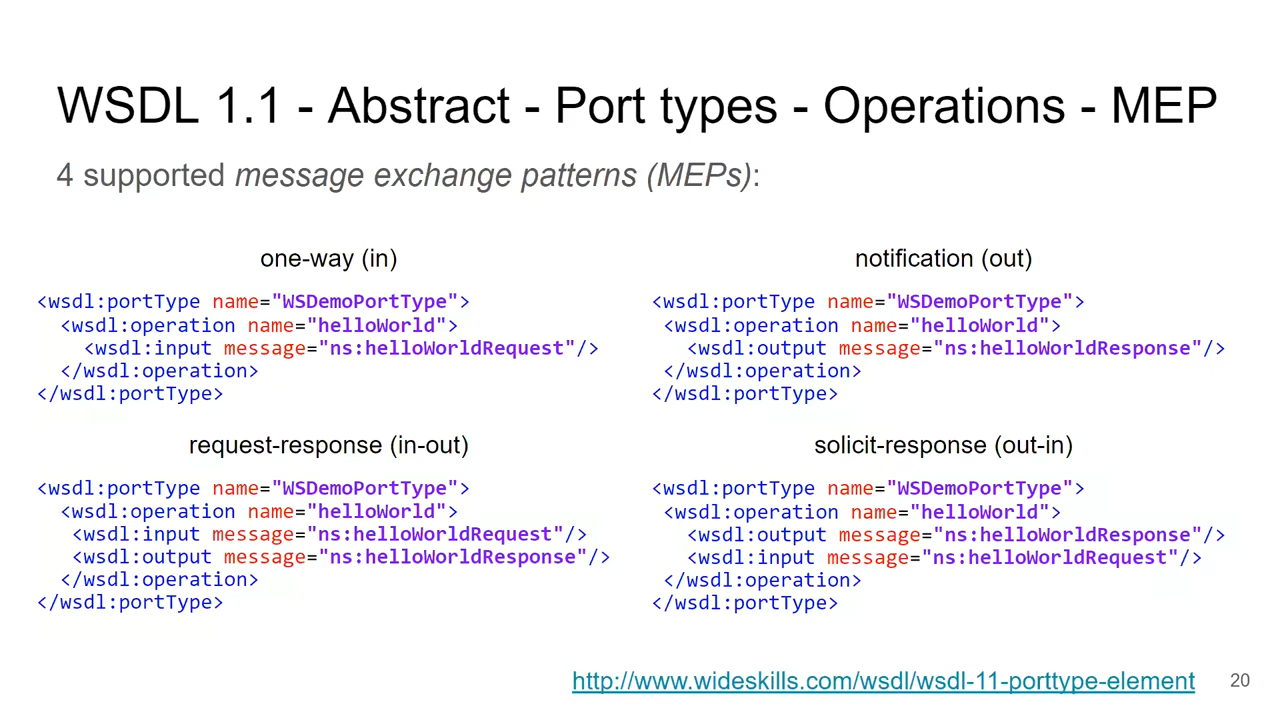 WSDL 1.1 - Abstract - Port types - Operations - MEP
4 supported message exchange patterns (MEPs):
one-way (in)
<wsdl:portType name="WSDemoPortType">
<wsdl:operation name="helloWorld">
<wsdl:input message="ns:helloWorldRequest"/>
</wsdl:operation>
</wsdl:portType>
notification (out)
<wsdl:portType name="WSDemoPortType">
<wsdl:operation name="helloWorld">
<wsdl:output message="ns:helloWorldResponse"/>
</wsdl:operation>
</wsdl:portType>
request-response (in-out)
<wsdl:portType name="WSDemoPortType">
<wsdl:operation name="helloWorld">
<wsdl:input message="ns:helloWorldRequest"/>
<wsdl:output message="ns:helloWorldResponse"/>
</wsdl:operation>
</wsdl:portType>
solicit-response (out-in)
<wsdl:portType name="WSDemoPortType">
<wsdl:operation name="helloWorld">
<wsdl:output message="ns:helloWorldResponse"/>
<wsdl:input message="ns:helloWorldRequest"/>
</wsdl:operation>
</wsdl:portType>
http://www.wideskills.com/wsdl/wsdl-11-porttype-element
20